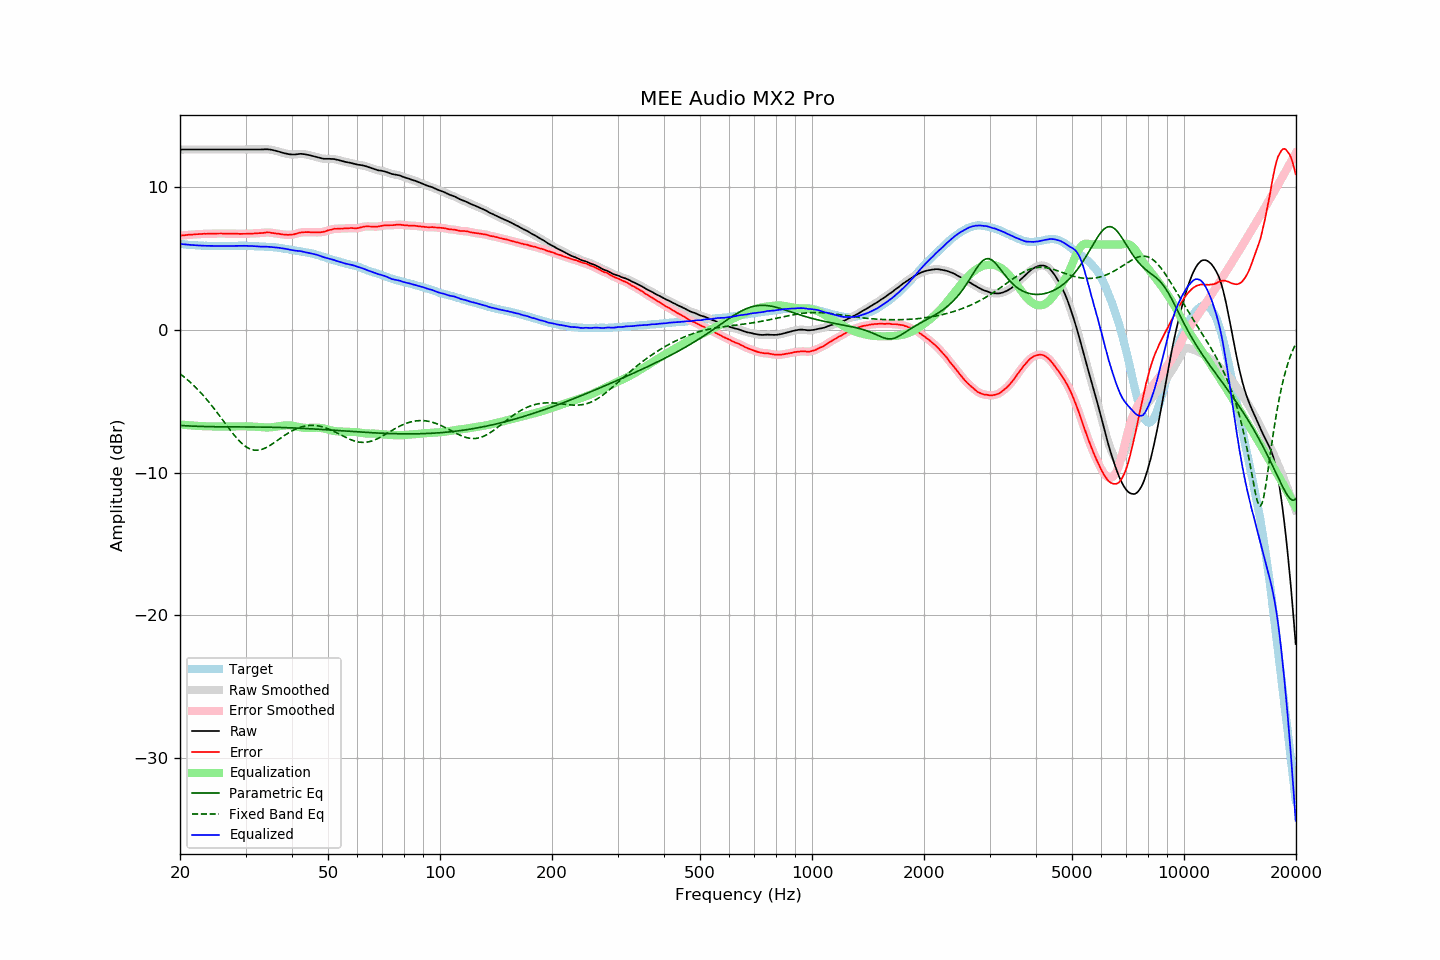 MEE Audio MX2 Pro
Amplitude (dBr)
10
0
−10
−20
−30
Target
Raw Smoothed
Error Smoothed
Raw
Error
Equalization
Parametric Eq
Fixed Band Eq
Equalized
20 50 100 200 500 1000 2000 5000 10000 20000
Frequency (Hz)